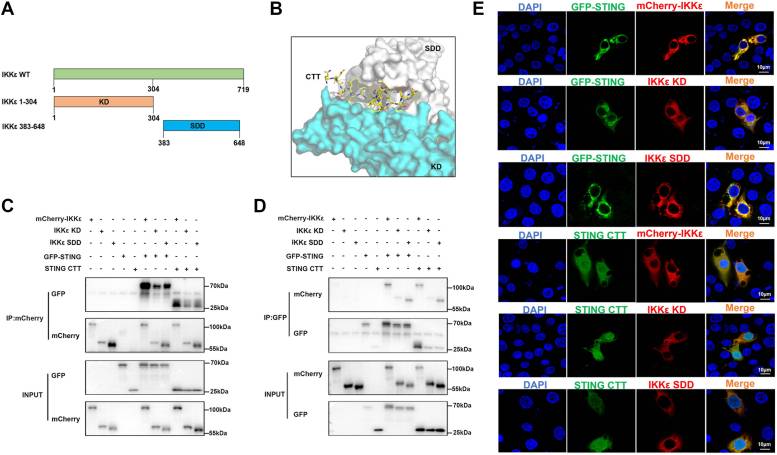 A
IKKε WT
1 304 719
IKKε 1-304 KD
1 304
IKKε 383-648 SDD
383 648
B
SDD
CTT
KD
C
mCherry-IKKε + - - - - + - - + - -
IKKε KD - + - - - - + - - + -
IKKε SDD - - + - - - - + - - +
GFP-STING - - - + - + + + - - -
STING CTT - - - - + - - - + + +
IP:mCherry
GFP
70kDa
25kDa
mCherry
100kDa
55kDa
INPUT
GFP
70kDa
25kDa
mCherry
100kDa
55kDa
D
mCherry-IKKε + - - - - + - - + - -
IKKε KD - + - - - - + - - + -
IKKε SDD - - + - - - - + - - +
GFP-STING - - - + - + + + - - -
STING CTT - - - - + - - - + + +
IP:GFP
mCherry
100kDa
55kDa
GFP
70kDa
25kDa
INPUT
mCherry
100kDa
55kDa
GFP
70kDa
25kDa
E
DAPI GFP-STING mCherry-IKKε Merge
10μm
DAPI GFP-STING IKKε KD Merge
10μm
DAPI GFP-STING IKKε SDD Merge
10μm
DAPI STING CTT mCherry-IKKε Merge
10μm
DAPI STING CTT IKKε KD Merge
10μm
DAPI STING CTT IKKε SDD Merge
10μm